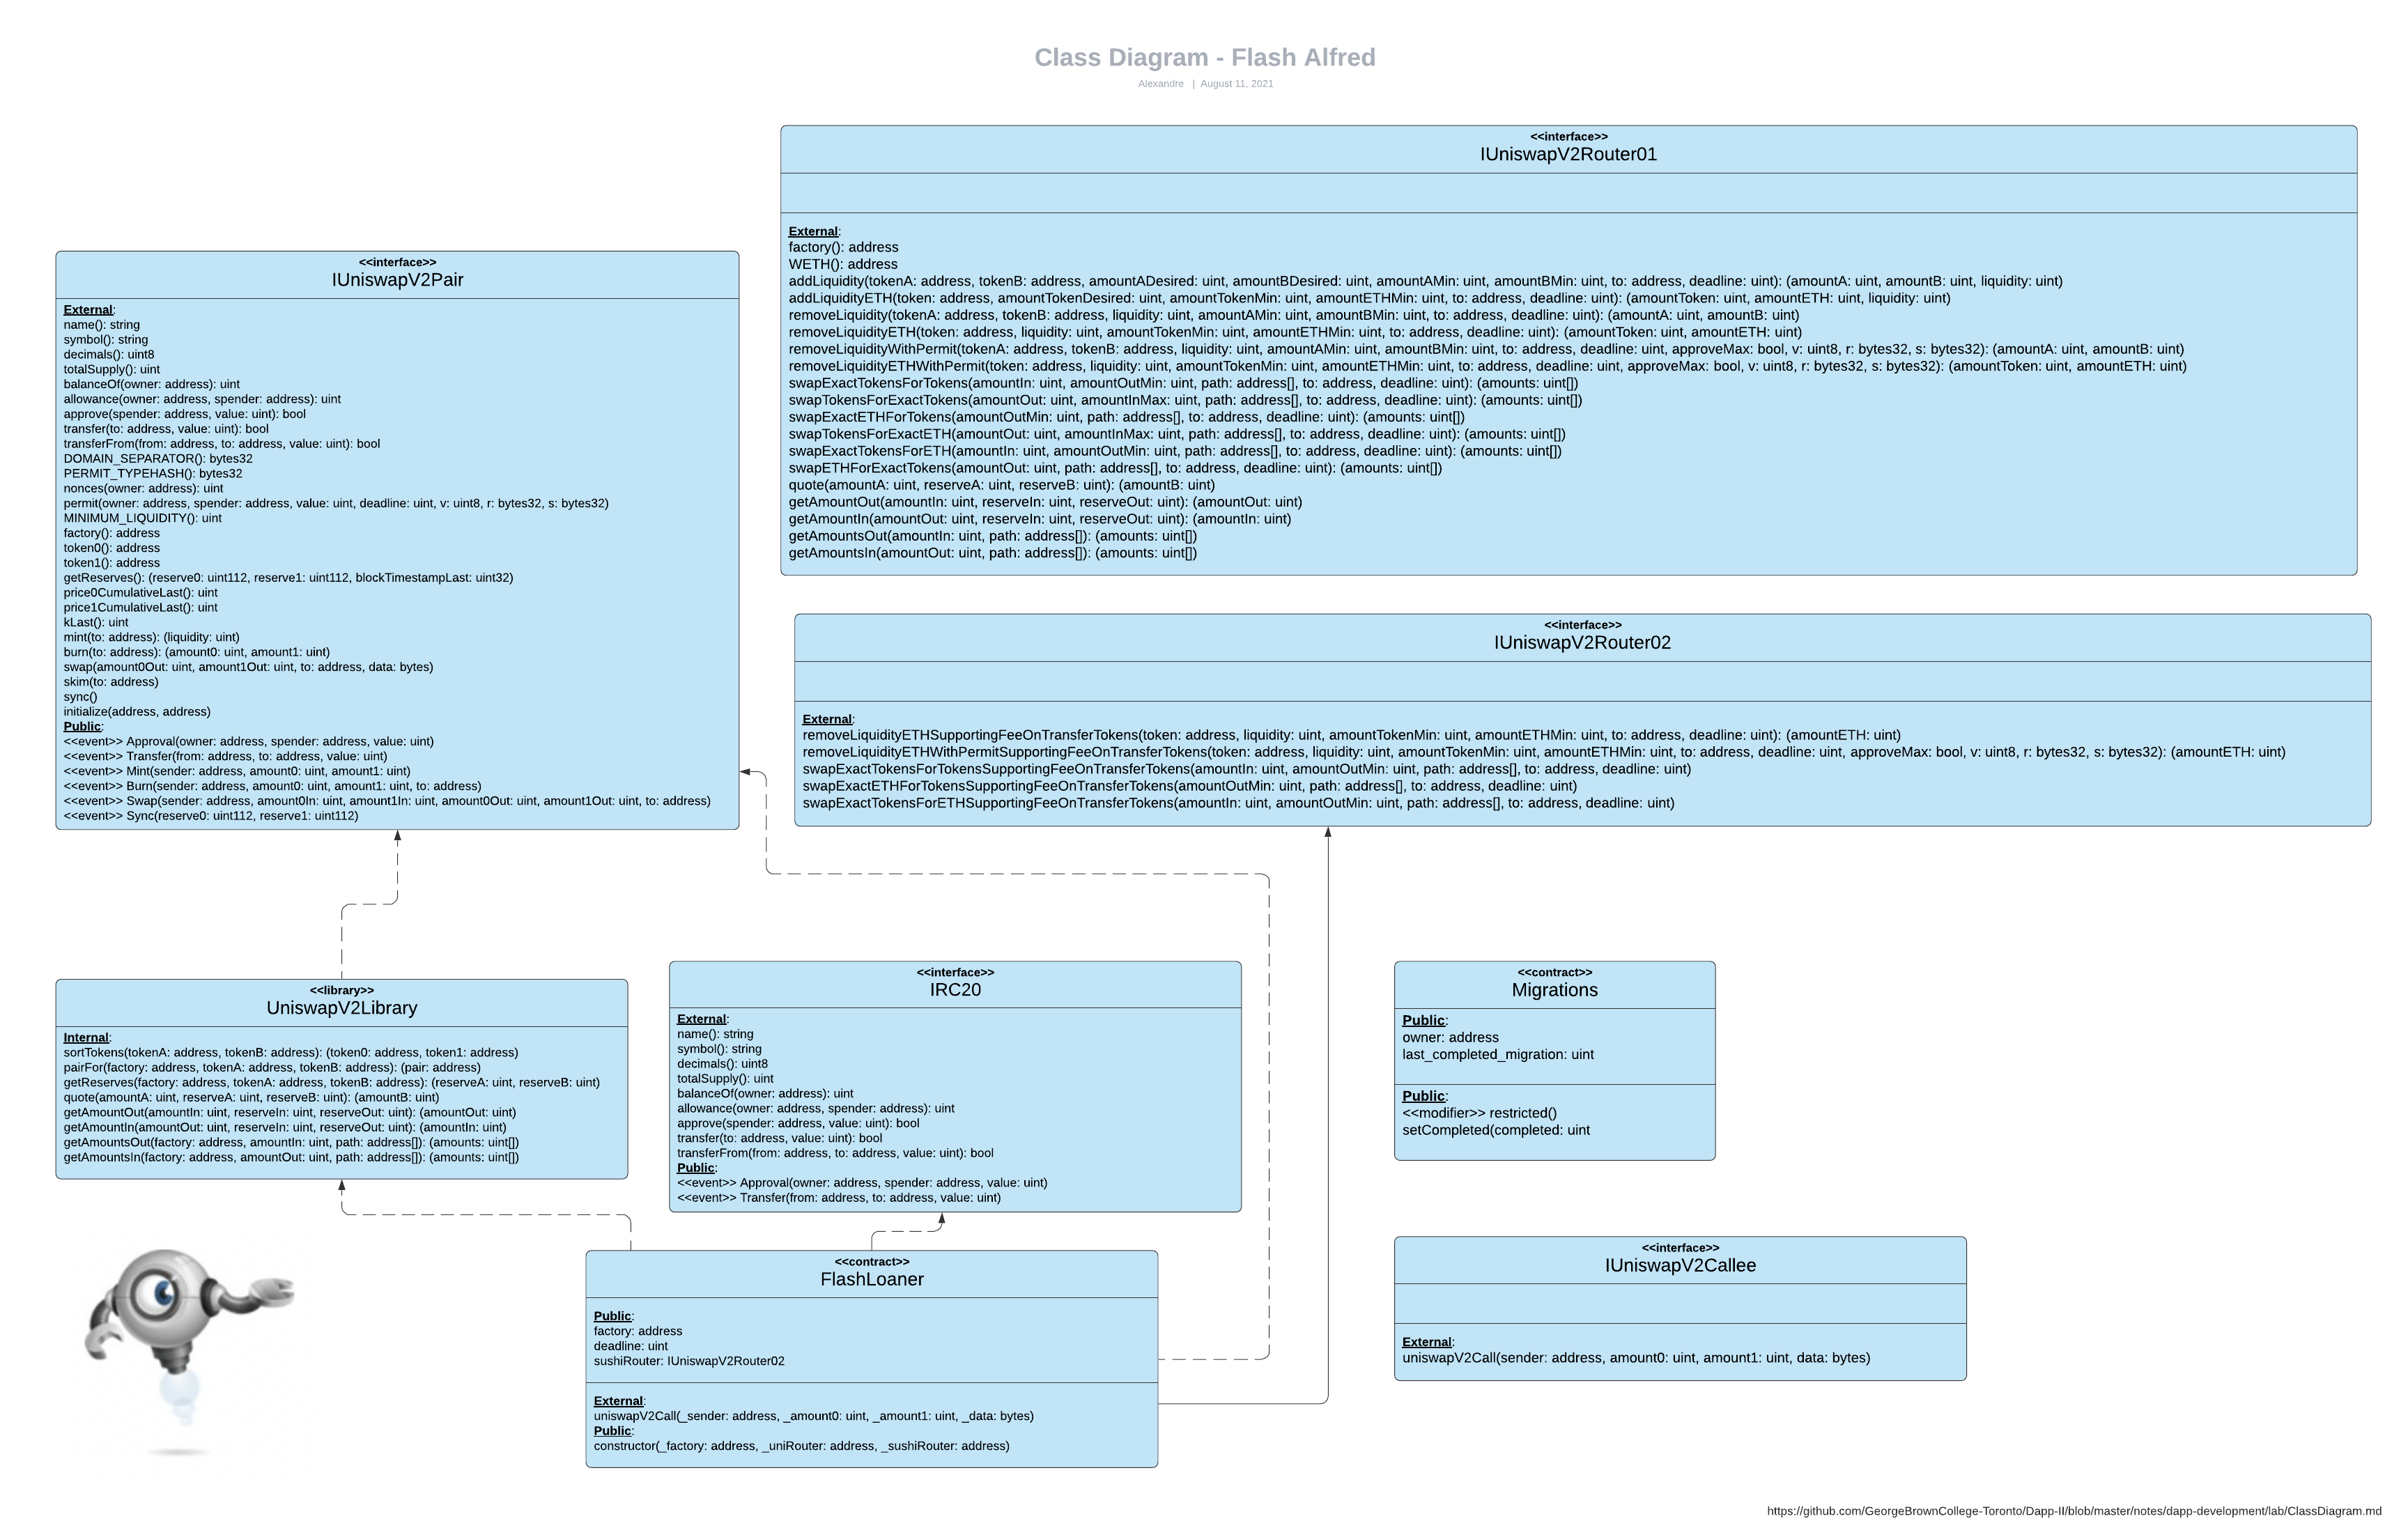 Class Diagram - Flash Alfred
Alexandre | August 11, 2021
<<interface>>
IUniswapV2Router01
External:
factory(): address
WETH(): address
addLiquidity(tokenA: address, tokenB: address, amountADesired: uint, amountBDesired: uint, amountAMin: uint, amountBMin: uint, to: address, deadline: uint): (amountA: uint, amountB: uint, liquidity: uint)
addLiquidityETH(token: address, amountTokenDesired: uint, amountTokenMin: uint, amountETHMin: uint, to: address, deadline: uint): (amountToken: uint, amountETH: uint, liquidity: uint)
removeLiquidity(tokenA: address, tokenB: address, liquidity: uint, amountAMin: uint, amountBMin: uint, to: address, deadline: uint): (amountA: uint, amountB: uint)
removeLiquidityETH(token: address, liquidity: uint, amountTokenMin: uint, amountETHMin: uint, to: address, deadline: uint): (amountToken: uint, amountETH: uint)
removeLiquidityWithPermit(tokenA: address, tokenB: address, liquidity: uint, amountAMin: uint, amountBMin: uint, to: address, deadline: uint, approveMax: bool, v: uint8, r: bytes32, s: bytes32): (amountA: uint, amountB: uint)
removeLiquidityETHWithPermit(token: address, liquidity: uint, amountTokenMin: uint, amountETHMin: uint, to: address, deadline: uint, approveMax: bool, v: uint8, r: bytes32, s: bytes32): (amountToken: uint, amountETH: uint)
swapExactTokensForTokens(amountIn: uint, amountOutMin: uint, path: address[], to: address, deadline: uint): (amounts: uint[])
swapTokensForExactTokens(amountOut: uint, amountInMax: uint, path: address[], to: address, deadline: uint): (amounts: uint[])
swapExactETHForTokens(amountOutMin: uint, path: address[], to: address, deadline: uint): (amounts: uint[])
swapTokensForExactETH(amountOut: uint, amountInMax: uint, path: address[], to: address, deadline: uint): (amounts: uint[])
swapExactTokensForETH(amountIn: uint, amountOutMin: uint, path: address[], to: address, deadline: uint): (amounts: uint[])
swapETHForExactTokens(amountOut: uint, path: address[], to: address, deadline: uint): (amounts: uint[])
quote(amountA: uint, reserveA: uint, reserveB: uint): (amountB: uint)
getAmountOut(amountIn: uint, reserveIn: uint, reserveOut: uint): (amountOut: uint)
getAmountIn(amountOut: uint, reserveIn: uint, reserveOut: uint): (amountIn: uint)
getAmountsOut(amountIn: uint, path: address[]): (amounts: uint[])
getAmountsIn(amountOut: uint, path: address[]): (amounts: uint[])
<<interface>>
IUniswapV2Pair
External:
name(): string
symbol(): string
decimals(): uint8
totalSupply(): uint
balanceOf(owner: address): uint
allowance(owner: address, spender: address): uint
approve(spender: address, value: uint): bool
transfer(to: address, value: uint): bool
transferFrom(from: address, to: address, value: uint): bool
DOMAIN_SEPARATOR(): bytes32
PERMIT_TYPEHASH(): bytes32
nonces(owner: address): uint
permit(owner: address, spender: address, value: uint, deadline: uint, v: uint8, r: bytes32, s: bytes32)
MINIMUM_LIQUIDITY(): uint
factory(): address
token0(): address
token1(): address
getReserves(): (reserve0: uint112, reserve1: uint112, blockTimestampLast: uint32)
price0CumulativeLast(): uint
price1CumulativeLast(): uint
kLast(): uint
mint(to: address): (liquidity: uint)
burn(to: address): (amount0: uint, amount1: uint)
swap(amount0Out: uint, amount1Out: uint, to: address, data: bytes)
skim(to: address)
sync()
initialize(address, address)
Public:
<<event>> Approval(owner: address, spender: address, value: uint)
<<event>> Transfer(from: address, to: address, value: uint)
<<event>> Mint(sender: address, amount0: uint, amount1: uint)
<<event>> Burn(sender: address, amount0: uint, amount1: uint, to: address)
<<event>> Swap(sender: address, amount0In: uint, amount1In: uint, amount0Out: uint, amount1Out: uint, to: address)
<<event>> Sync(reserve0: uint112, reserve1: uint112)
<<interface>>
IUniswapV2Router02
External:
removeLiquidityETHSupportingFeeOnTransferTokens(token: address, liquidity: uint, amountTokenMin: uint, amountETHMin: uint, to: address, deadline: uint): (amountETH: uint)
removeLiquidityETHWithPermitSupportingFeeOnTransferTokens(token: address, liquidity: uint, amountTokenMin: uint, amountETHMin: uint, to: address, deadline: uint, approveMax: bool, v: uint8, r: bytes32, s: bytes32): (amountETH: uint)
swapExactTokensForTokensSupportingFeeOnTransferTokens(amountIn: uint, amountOutMin: uint, path: address[], to: address, deadline: uint)
swapExactETHForTokensSupportingFeeOnTransferTokens(amountOutMin: uint, path: address[], to: address, deadline: uint)
swapExactTokensForETHSupportingFeeOnTransferTokens(amountIn: uint, amountOutMin: uint, path: address[], to: address, deadline: uint)
<<library>>
UniswapV2Library
Internal:
sortTokens(tokenA: address, tokenB: address): (token0: address, token1: address)
pairFor(factory: address, tokenA: address, tokenB: address): (pair: address)
getReserves(factory: address, tokenA: address, tokenB: address): (reserveA: uint, reserveB: uint)
quote(amountA: uint, reserveA: uint, reserveB: uint): (amountB: uint)
getAmountOut(amountIn: uint, reserveIn: uint, reserveOut: uint): (amountOut: uint)
getAmountIn(amountOut: uint, reserveIn: uint, reserveOut: uint): (amountIn: uint)
getAmountsOut(factory: address, amountIn: uint, path: address[]): (amounts: uint[])
getAmountsIn(factory: address, amountOut: uint, path: address[]): (amounts: uint[])
<<interface>>
IRC20
External:
name(): string
symbol(): string
decimals(): uint8
totalSupply(): uint
balanceOf(owner: address): uint
allowance(owner: address, spender: address): uint
approve(spender: address, value: uint): bool
transfer(to: address, value: uint): bool
transferFrom(from: address, to: address, value: uint): bool
Public:
<<event>> Approval(owner: address, spender: address, value: uint)
<<event>> Transfer(from: address, to: address, value: uint)
<<contract>>
Migrations
Public:
owner: address
last_completed_migration: uint
Public:
<<modifier>> restricted()
setCompleted(completed: uint
<<contract>>
FlashLoaner
Public:
factory: address
deadline: uint
sushiRouter: IUniswapV2Router02
External:
uniswapV2Call(_sender: address, _amount0: uint, _amount1: uint, _data: bytes)
Public:
constructor(_factory: address, _uniRouter: address, _sushiRouter: address)
<<interface>>
IUniswapV2Callee
External:
uniswapV2Call(sender: address, amount0: uint, amount1: uint, data: bytes)
https://github.com/GeorgeBrownCollege-Toronto/Dapp-II/blob/master/notes/dapp-development/lab/ClassDiagram.md